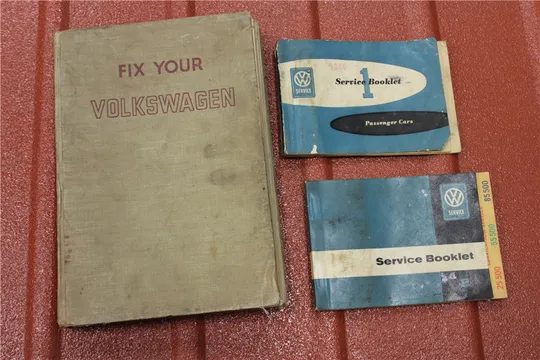 FIX YOUR
VOLKSWAGEN
VW
SERVICE
Service Booklet
1
Passenger Cars
VW
SERVICE
Service Booklet
25 500
55 500
85 500